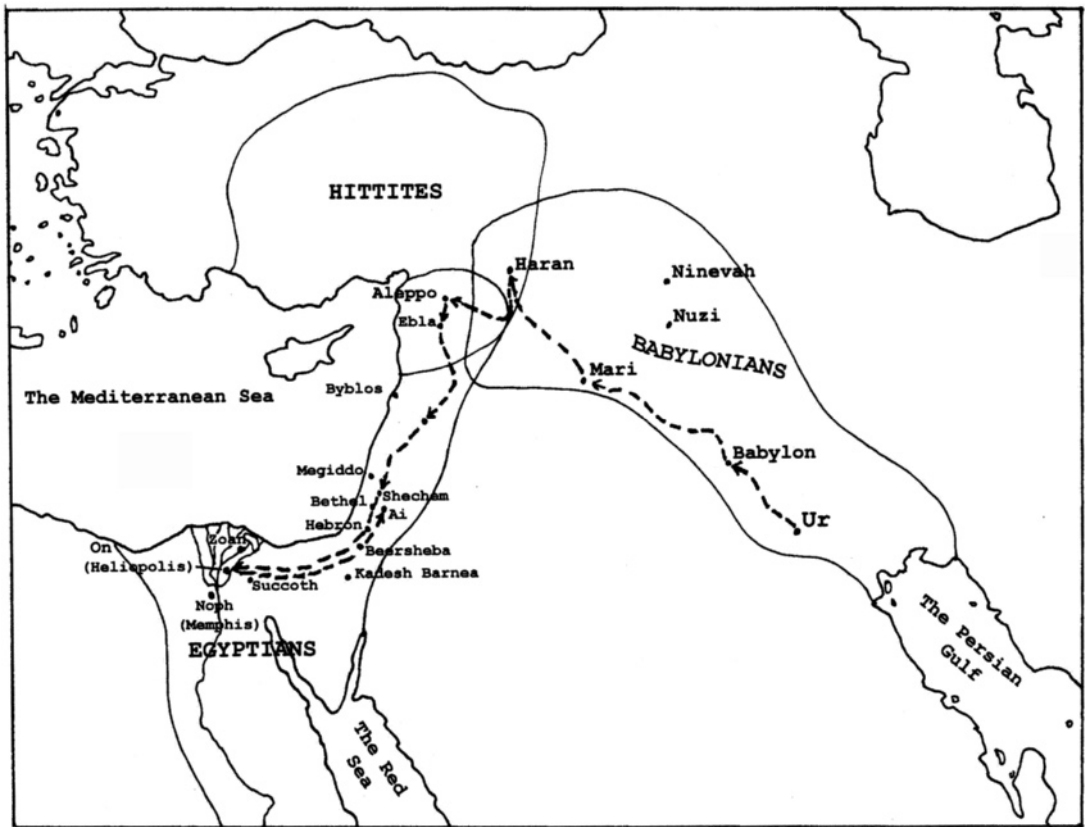 HITTITES
Haran
Ninevah
Aleppo
Ebla
Nuzi
BABYLONIANS
Mari
Byblos
The Mediterranean Sea
Babylon
Megiddo
Shechem
Bethel
Ai
Hebron
Ur
Zoan
On
(Heliopolis)
Beersheba
Kadesh Barnea
Succoth
Noph
(Memphis)
EGYPTIANS
The Persian
Gulf
The Red
Sea